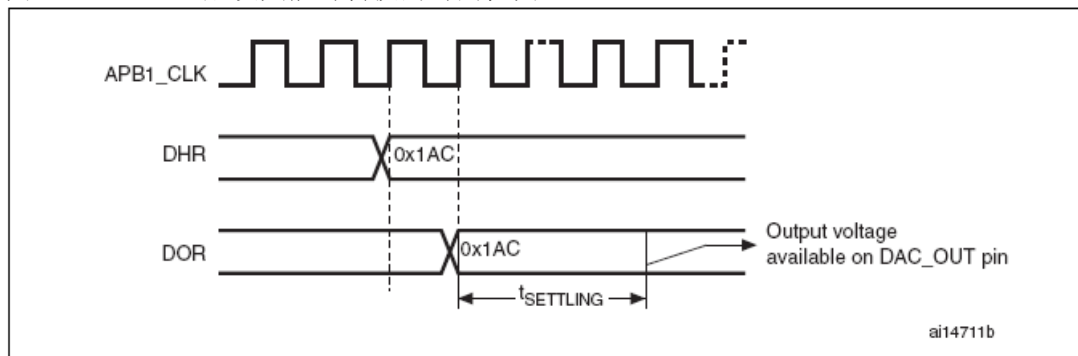 APB1_CLK
DHR
0x1AC
DOR
0x1AC
Output voltage
available on DAC_OUT pin
tSETTLING
ai14711b